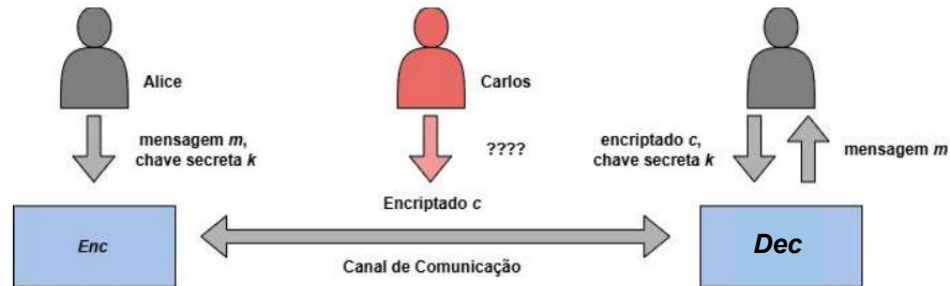 Alice
Carlos
mensagem m,
chave secreta k
????
encriptado c,
chave secreta k
mensagem m
Encriptado c
Enc
Dec
Canal de Comunicação